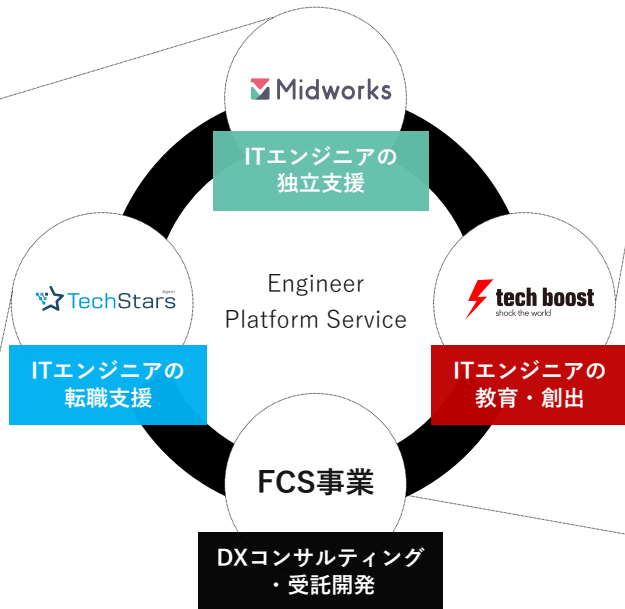 Midworks
ITエンジニアの
独立支援
Engineer
Platform Service
Agent
TechStars
ITエンジニアの
転職支援
tech boost
shock the world
ITエンジニアの
教育・創出
FCS事業
DXコンサルティング
・受託開発